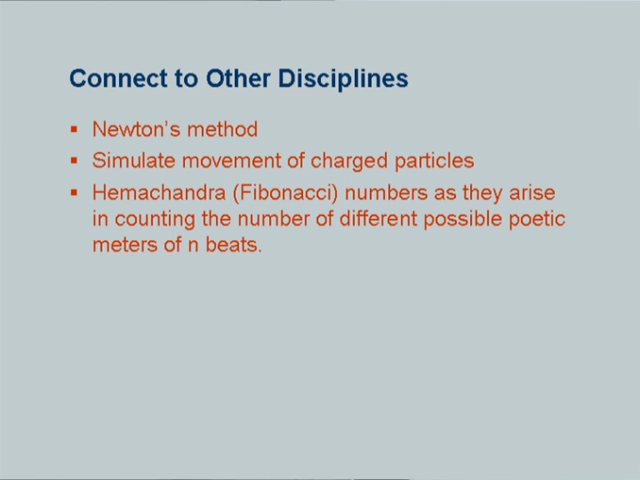 Connect to Other Disciplines
▪ Newton's method
▪ Simulate movement of charged particles
▪ Hemachandra (Fibonacci) numbers as they arise
in counting the number of different possible poetic
meters of n beats.